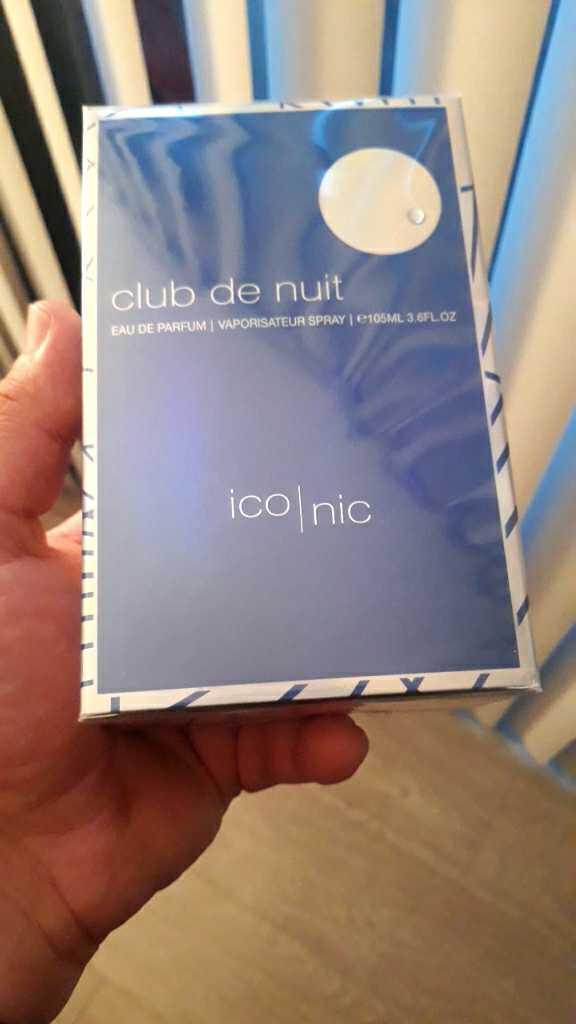 club de nuit
EAU DE PARFUM | VAPORISATEUR SPRAY | ℮105ML 3.6FL.OZ
ico|nic